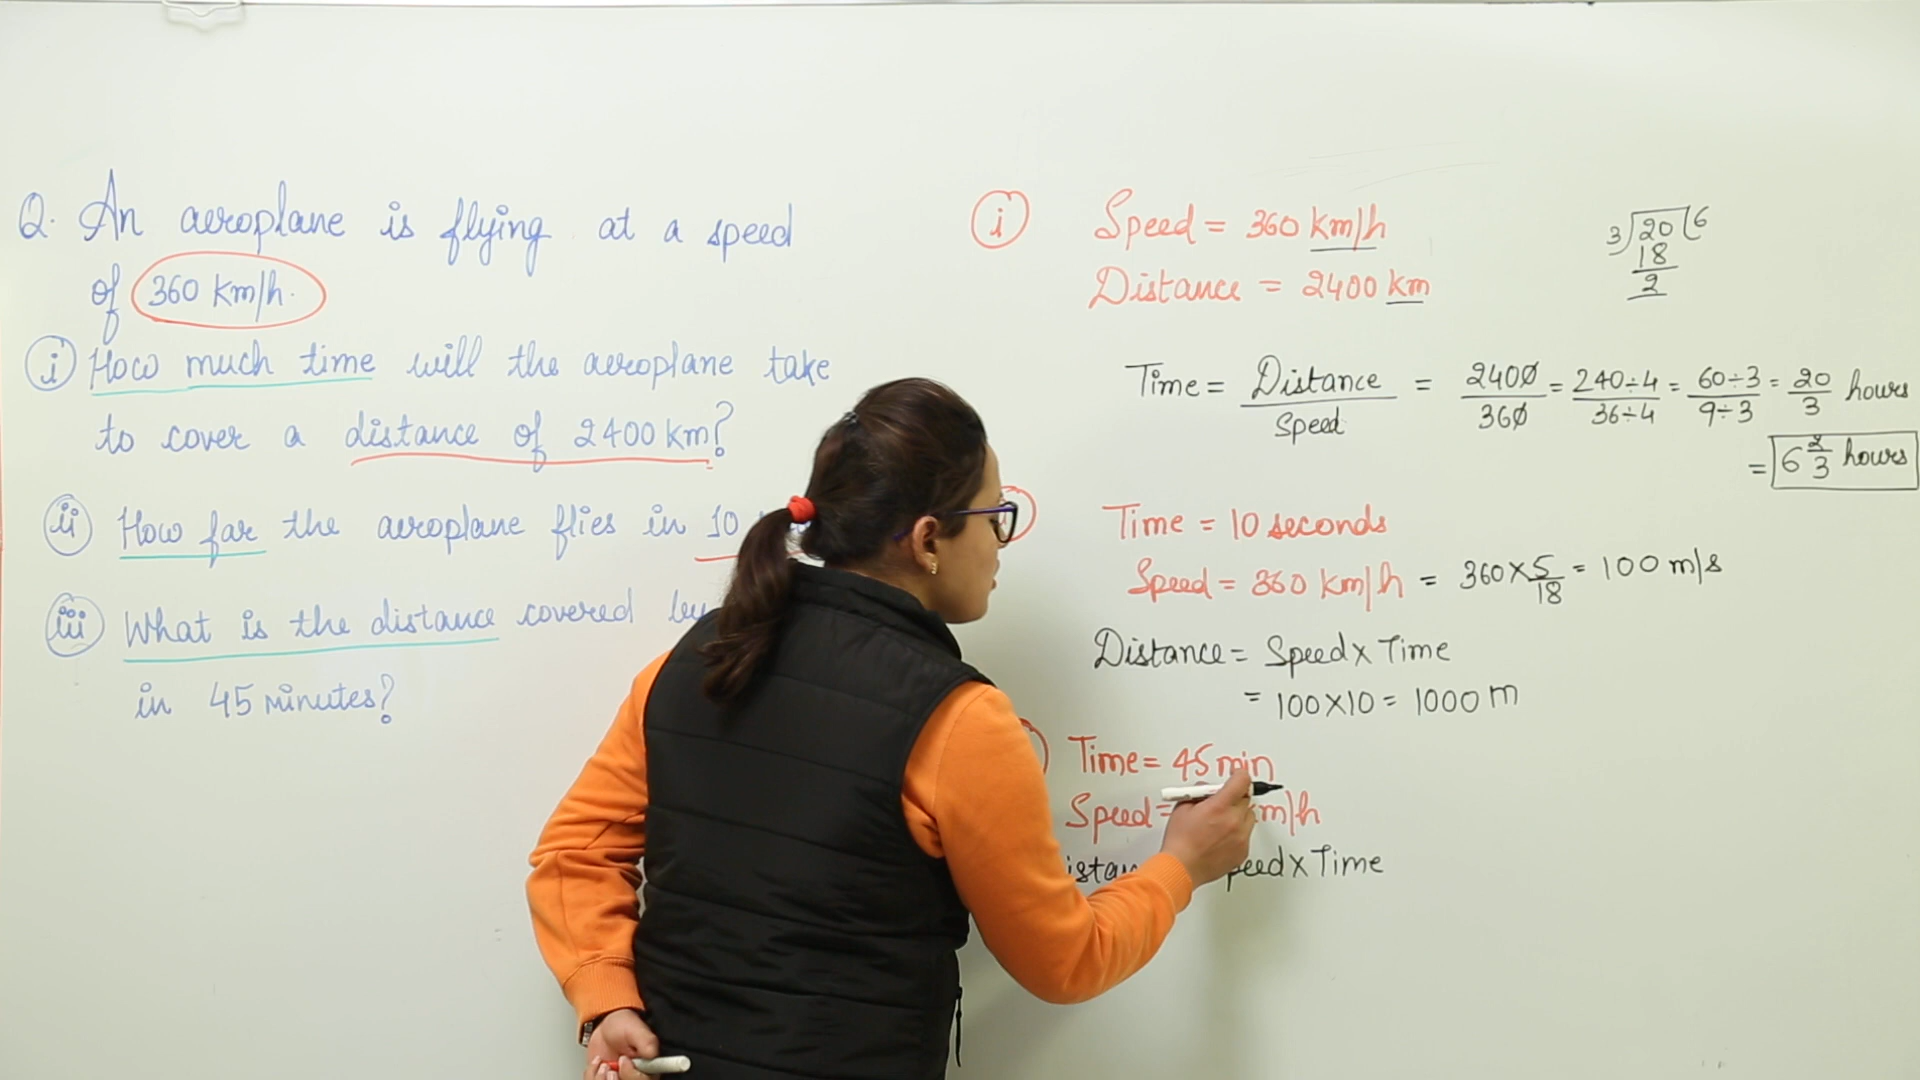 Q. An aeroplane is flying at a speed
of 360 km/h.
i How much time will the aeroplane take
to cover a distance of 2400 km?
ii How far the aeroplane flies in 10
iii What is the distance covered by
in 45 minutes?
i Speed = 360 km/h
Distance = 2400 km
3)20(6
18
2
Time = Distance/Speed = 2400/360 = 240÷4/36÷4 = 60÷3/9÷3 = 20/3 hours
= 6 2/3 hours
Time = 10 seconds
Speed = 360 km/h = 360 × 5/18 = 100 m/s
Distance = Speed × Time
= 100 × 10 = 1000 m
Time = 45 min
Speed = m/h
× Time